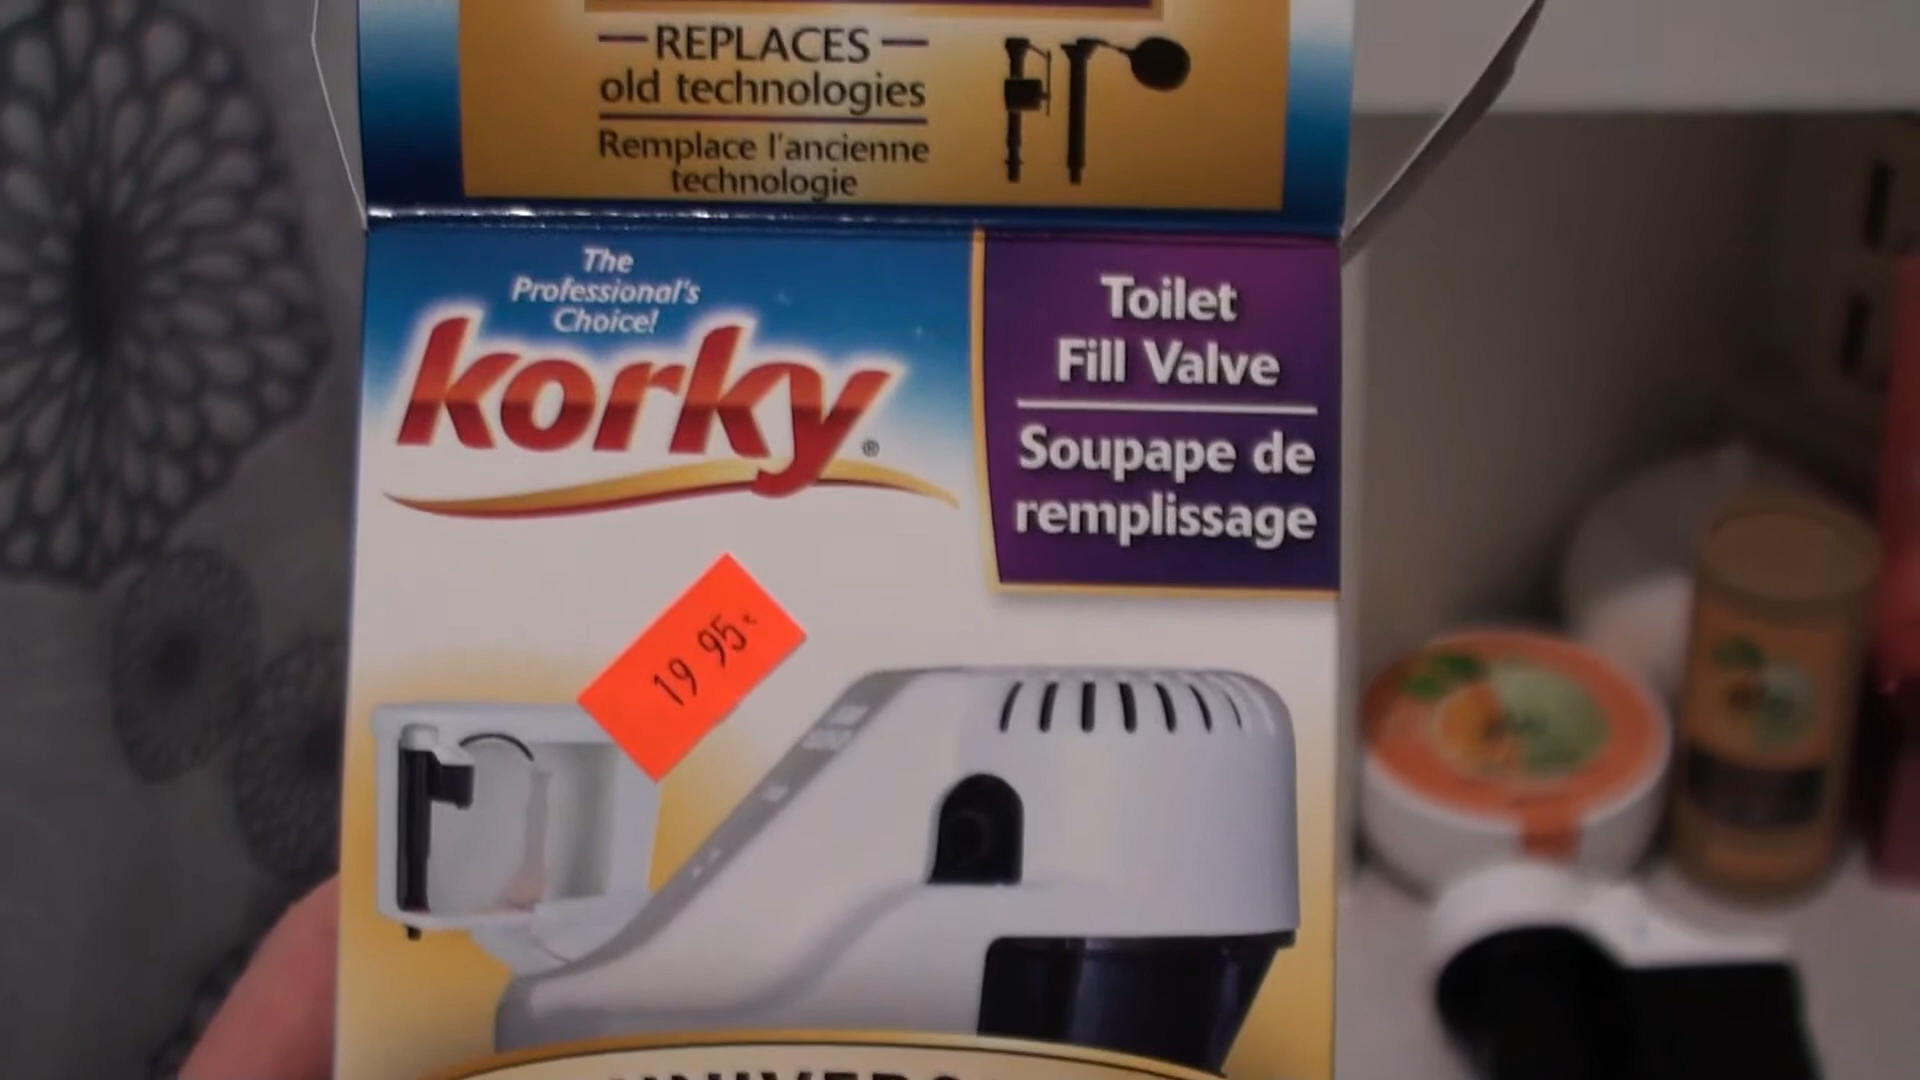 REPLACES
old technologies
Remplace l'ancienne
technologie
The
Professional's
Choice!
korky®
Toilet
Fill Valve
Soupape de
remplissage
19 95